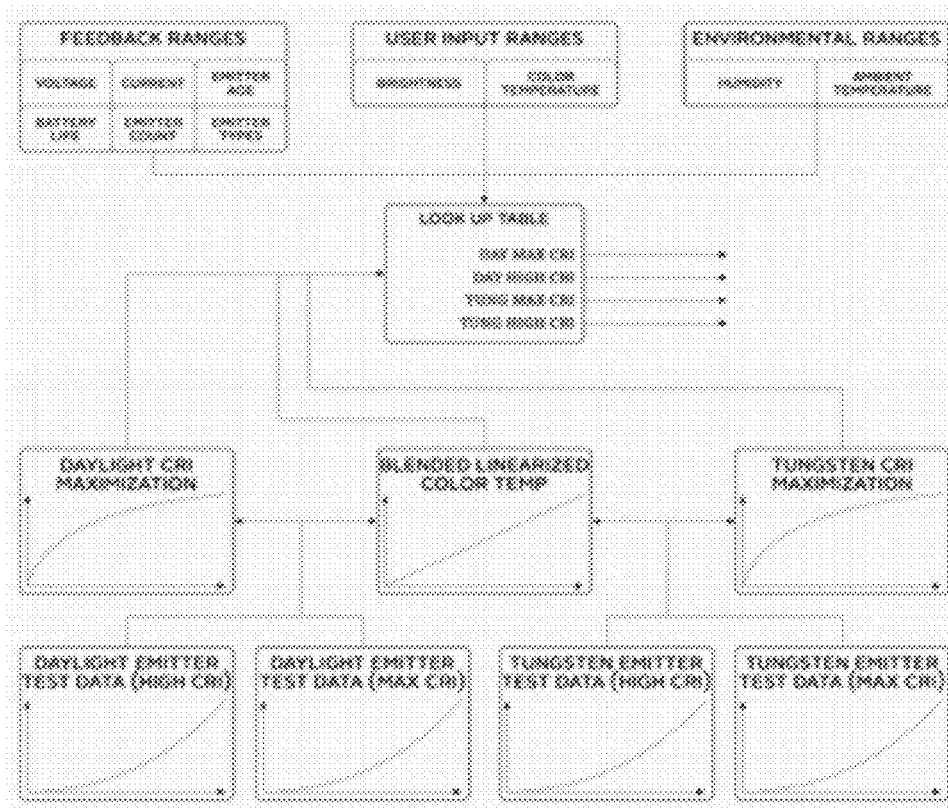 FEEDBACK RANGES
VOLTAGE
CURRENT
EMITTER
AGE
BATTERY
LIFE
EMITTER
COUNT
EMITTER
TYPES
USER INPUT RANGES
BRIGHTNESS
COLOR
TEMPERATURE
ENVIRONMENTAL RANGES
HUMIDITY
AMBIENT
TEMPERATURE
LOOK UP TABLE
DAY MAX CRI
DAY HIGH CRI
TUNG MAX CRI
TUNG HIGH CRI
DAYLIGHT CRI
MAXIMIZATION
BLENDED LINEARIZED
COLOR TEMP
TUNGSTEN CRI
MAXIMIZATION
DAYLIGHT EMITTER
TEST DATA (HIGH CRI)
DAYLIGHT EMITTER
TEST DATA (MAX CRI)
TUNGSTEN EMITTER
TEST DATA (HIGH CRI)
TUNGSTEN EMITTER
TEST DATA (MAX CRI)